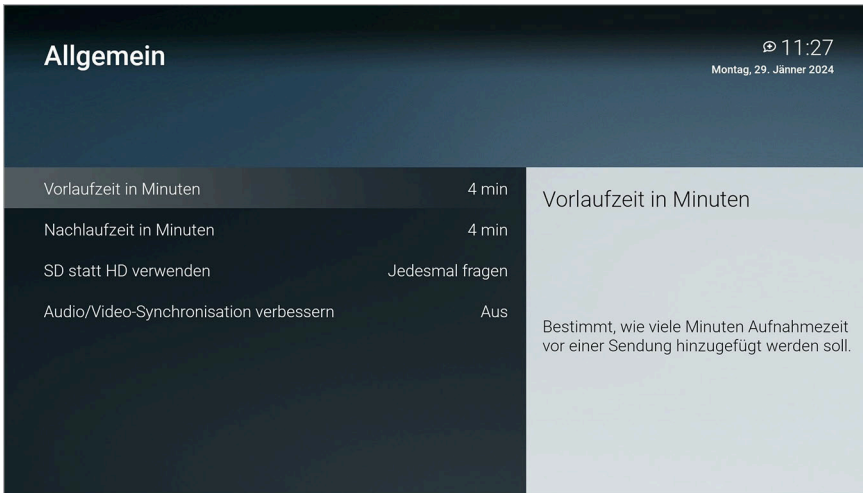 Allgemein
11:27
Montag, 29. Jänner 2024
Vorlaufzeit in Minuten 4 min
Nachlaufzeit in Minuten 4 min
SD statt HD verwenden Jedesmal fragen
Audio/Video-Synchronisation verbessern Aus
Vorlaufzeit in Minuten
Bestimmt, wie viele Minuten Aufnahmezeit
vor einer Sendung hinzugefügt werden soll.